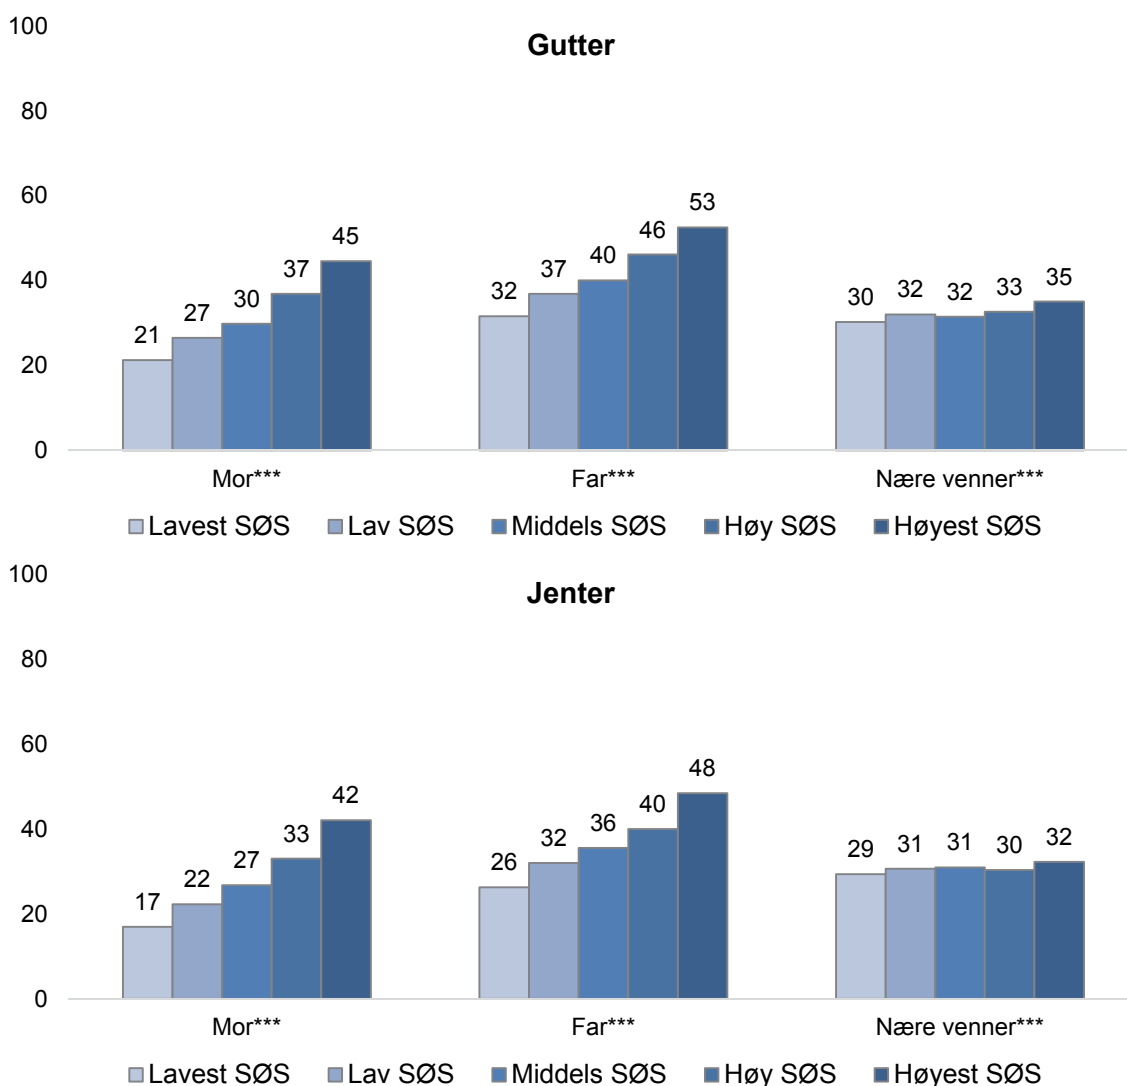 100
Gutter
80
60
40
20
0
21 27 30 37 45
32 37 40 46 53
30 32 32 33 35
Mor*** Far*** Nære venner***
Lavest SØS Lav SØS Middels SØS Høy SØS Høyest SØS
100
Jenter
80
60
40
20
0
17 22 27 33 42
26 32 36 40 48
29 31 31 30 32
Mor*** Far*** Nære venner***
Lavest SØS Lav SØS Middels SØS Høy SØS Høyest SØS